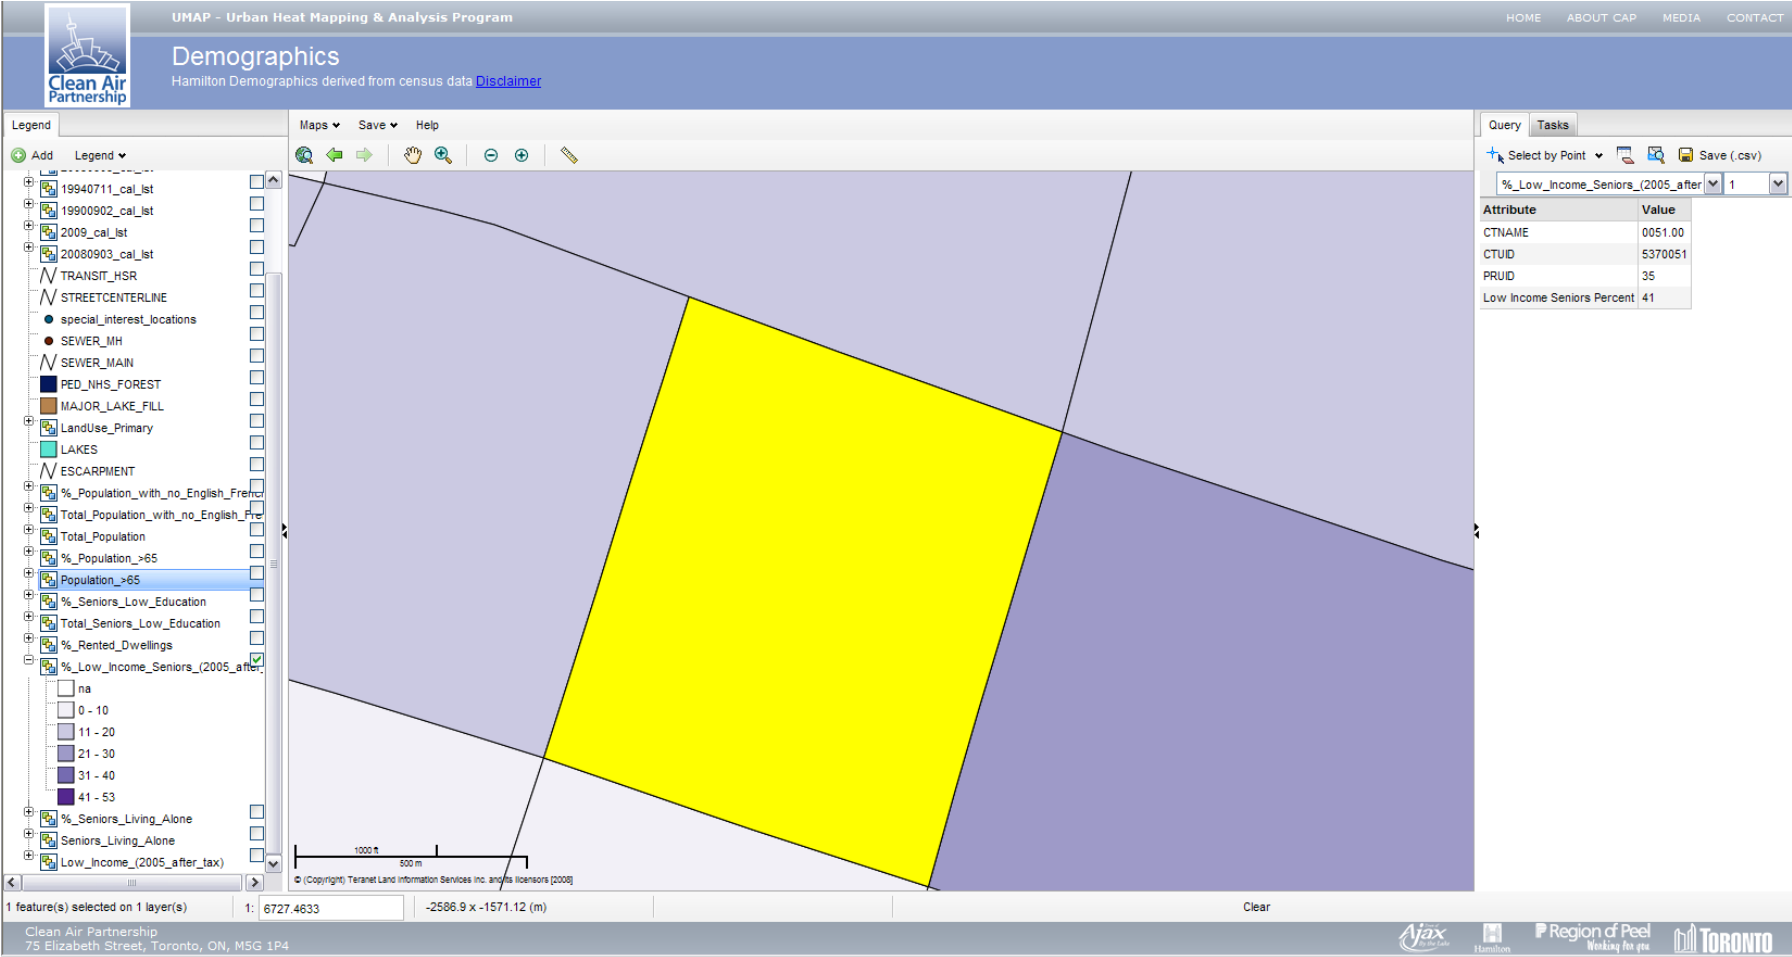 UMAP - Urban Heat Mapping & Analysis Program
HOME ABOUT CAP MEDIA CONTACT
Clean Air
Partnership
Demographics
Hamilton Demographics derived from census data Disclaimer
Legend
Maps Save Help
Query Tasks
Add Legend
Select by Point Save (.csv)
%_Low_Income_Seniors_(2005_after 1
19940711_cal_lst
19900902_cal_lst
2009_cal_lst
20080903_cal_lst
TRANSIT_HSR
STREETCENTERLINE
special_interest_locations
SEWER_MH
SEWER_MAIN
PED_NHS_FOREST
MAJOR_LAKE_FILL
LandUse_Primary
LAKES
ESCARPMENT
%_Population_with_no_English_French
Total_Population_with_no_English_Fre
Total_Population
%_Population_>65
Population_>65
%_Seniors_Low_Education
Total_Seniors_Low_Education
%_Rented_Dwellings
%_Low_Income_Seniors_(2005_after_
na
0 - 10
11 - 20
21 - 30
31 - 40
41 - 53
%_Seniors_Living_Alone
Seniors_Living_Alone
Low_Income_(2005_after_tax)
Attribute Value
CTNAME 0051.00
CTUID 5370051
PRUID 35
Low Income Seniors Percent 41
1000 ft
500 m
© (Copyright) Teranet Land Information Services Inc. and its licensors [2008]
1 feature(s) selected on 1 layer(s) 1: 6727.4633 -2586.9 x -1571.12 (m) Clear
Clean Air Partnership
75 Elizabeth Street, Toronto, ON, M5G 1P4
Ajax
By the Lake
Hamilton
Region of Peel
Working for you
TORONTO